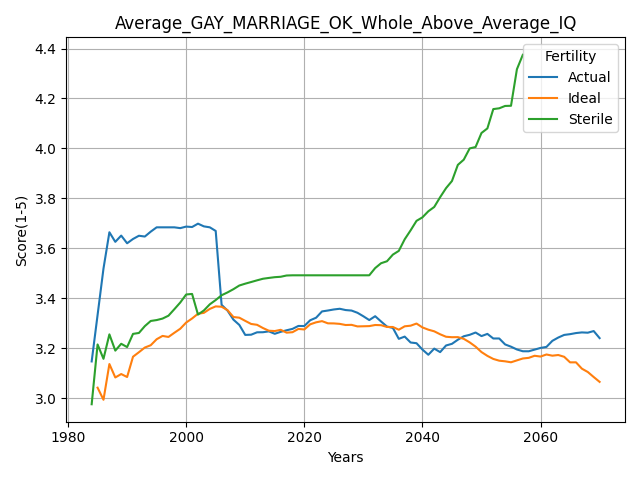 Average_GAY_MARRIAGE_OK_Whole_Above_Average_IQ
4.4
4.2
4.0
3.8
3.6
3.4
3.2
3.0
Score(1-5)
Fertility
Actual
Ideal
Sterile
1980
2000
2020
2040
2060
Years